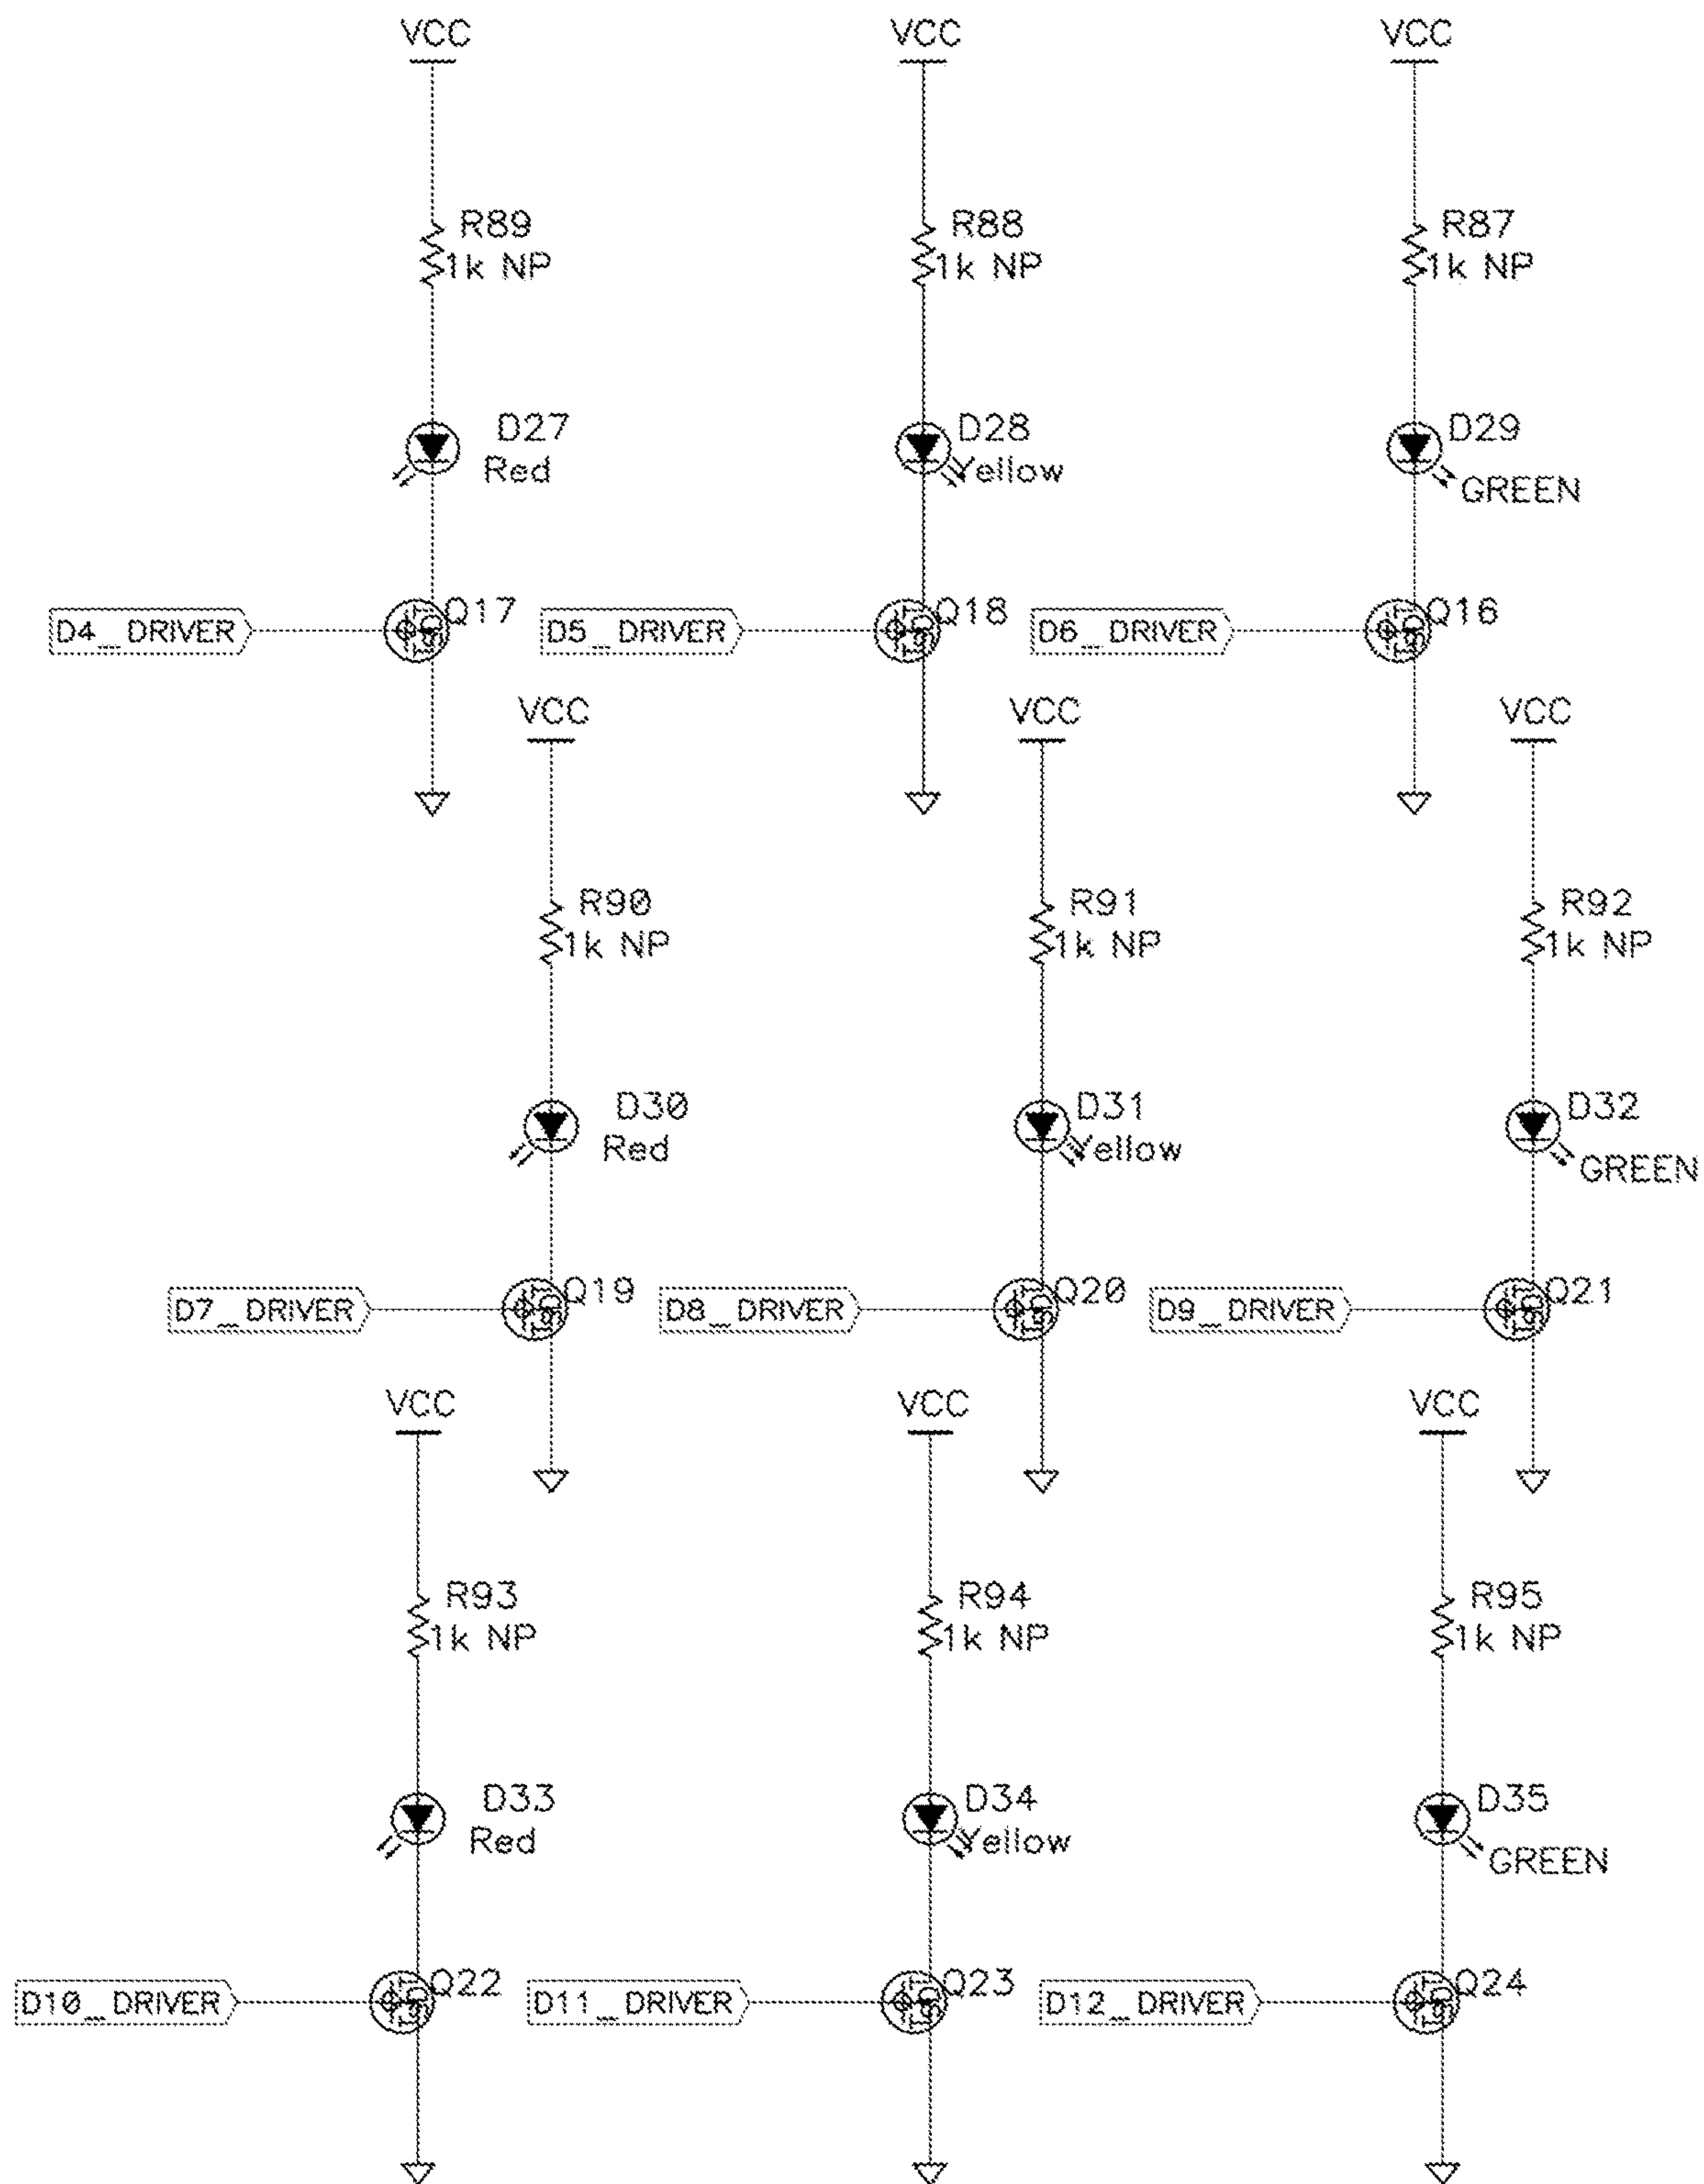 VCC
VCC
VCC
R89
1k NP
R88
1k NP
R87
1k NP
D27
Red
D28
Yellow
D29
GREEN
D4_DRIVER
Q17
D5_DRIVER
Q18
D6_DRIVER
Q16
VCC
VCC
VCC
R90
1k NP
R91
1k NP
R92
1k NP
D30
Red
D31
Yellow
D32
GREEN
D7_DRIVER
Q19
D8_DRIVER
Q20
D9_DRIVER
Q21
VCC
VCC
VCC
R93
1k NP
R94
1k NP
R95
1k NP
D33
Red
D34
Yellow
D35
GREEN
D10_DRIVER
Q22
D11_DRIVER
Q23
D12_DRIVER
Q24